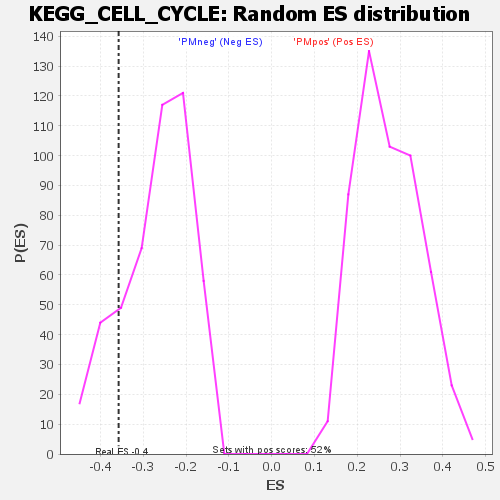 KEGG_CELL_CYCLE: Random ES distribution
'PMneg' (Neg ES)
'PMpos' (Pos ES)
140
130
120
110
100
90
80
70
60
50
40
30
20
10
0
P(ES)
Real ES -0.4
Sets with pos scores: 52%
-0.4 -0.3 -0.2 -0.1 0.0 0.1 0.2 0.3 0.4 0.5
ES